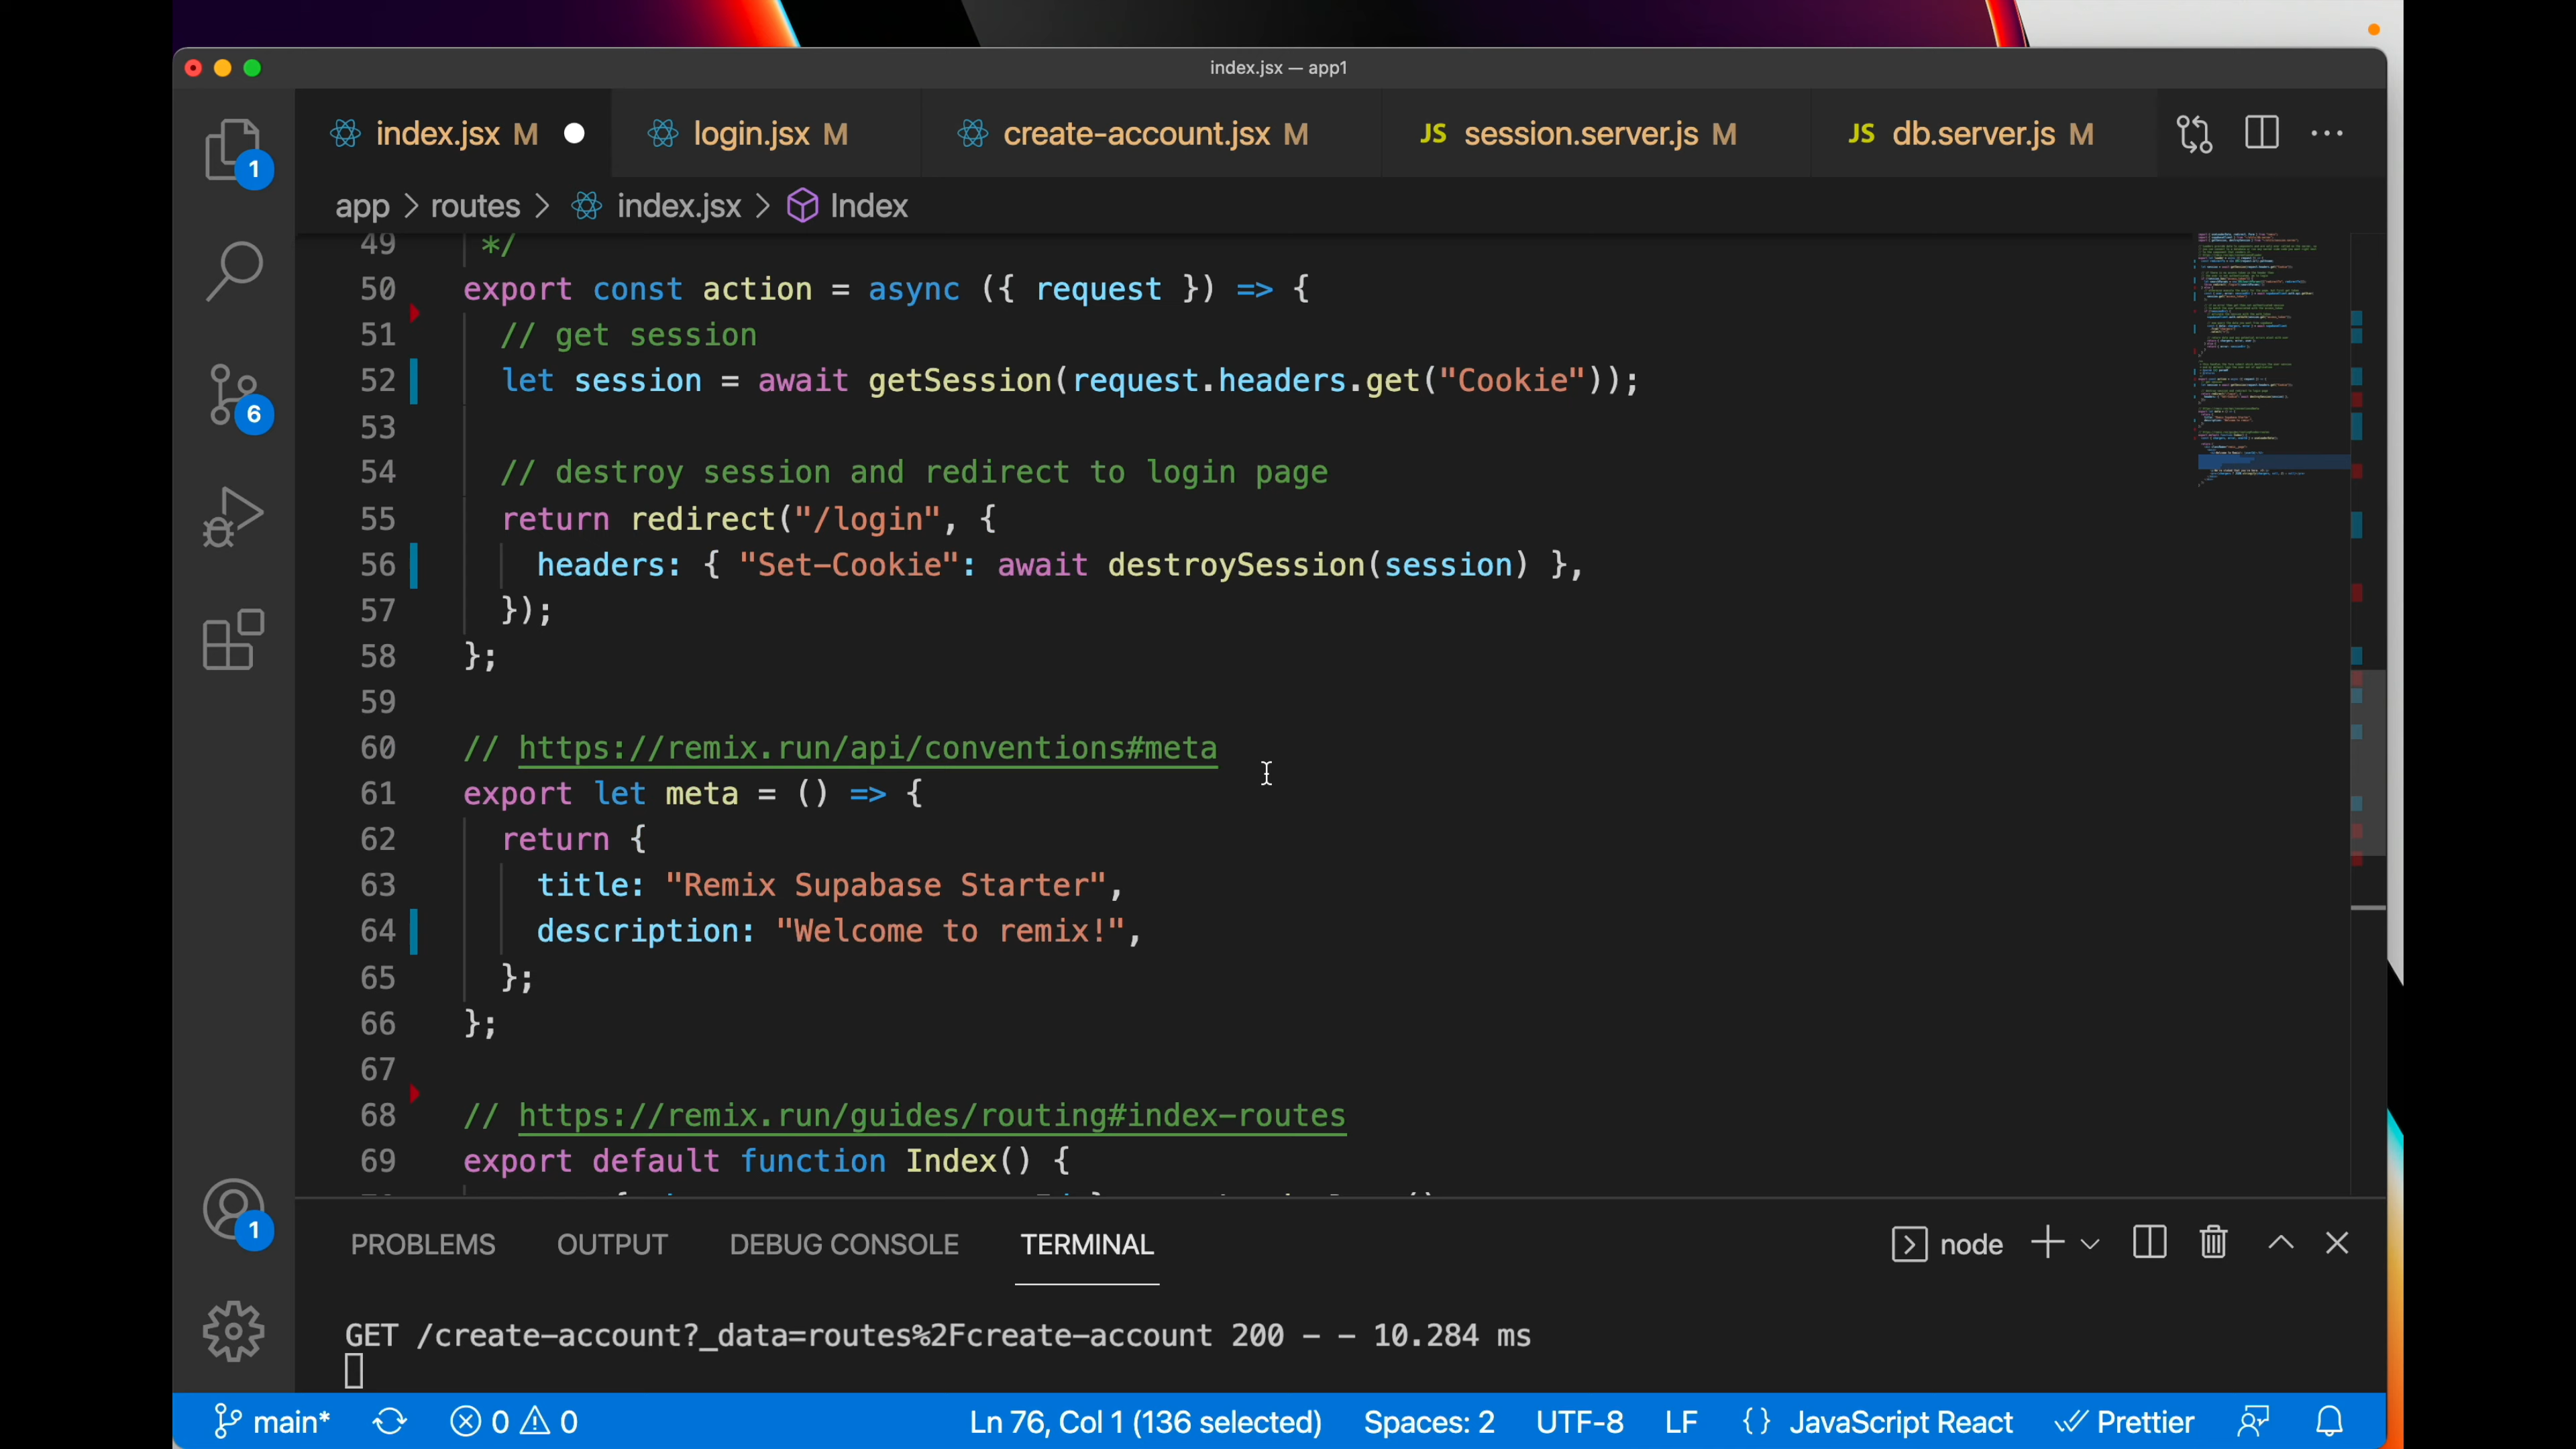 index.jsx — app1
index.jsx M
login.jsx M
create-account.jsx M
JS session.server.js M
JS db.server.js M
app > routes > index.jsx > Index
49 */
50 export const action = async ({ request }) => {
51 // get session
52 let session = await getSession(request.headers.get("Cookie"));
53
54 // destroy session and redirect to login page
55 return redirect("/login", {
56 headers: { "Set-Cookie": await destroySession(session) },
57 });
58 };
59
60 // https://remix.run/api/conventions#meta
61 export let meta = () => {
62 return {
63 title: "Remix Supabase Starter",
64 description: "Welcome to remix!",
65 };
66 };
67
68 // https://remix.run/guides/routing#index-routes
69 export default function Index() {
1
6
1
PROBLEMS OUTPUT DEBUG CONSOLE TERMINAL
node
GET /create-account?_data=routes%2Fcreate-account 200 - - 10.284 ms
main* 0 0 Ln 76, Col 1 (136 selected) Spaces: 2 UTF-8 LF {} JavaScript React Prettier